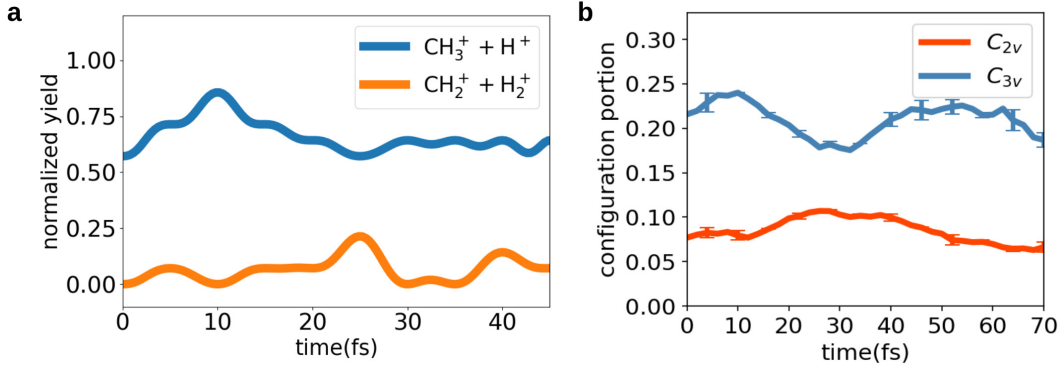 a
normalized yield
1.00
0.75
0.50
0.25
0.00
CH₃⁺ + H⁺
CH₂⁺ + H₂⁺
0 10 20 30 40
time(fs)
b
configuration portion
0.30
0.25
0.20
0.15
0.10
0.05
0.00
C₂ᵥ
C₃ᵥ
0 10 20 30 40 50 60 70
time(fs)